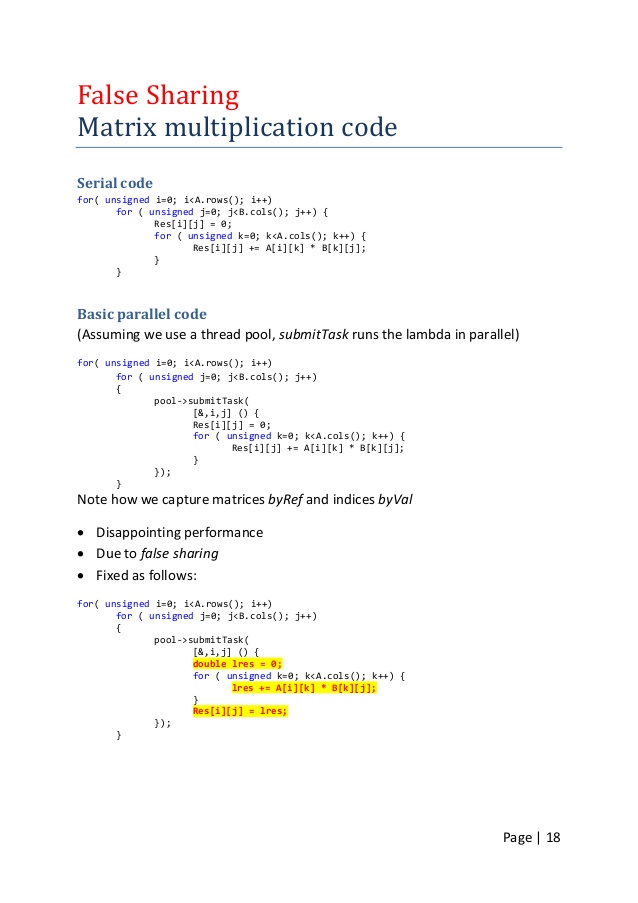 False Sharing
Matrix multiplication code
Serial code
for( unsigned i=0; i<A.rows(); i++)
for ( unsigned j=0; j<B.cols(); j++) {
Res[i][j] = 0;
for ( unsigned k=0; k<A.cols(); k++) {
Res[i][j] += A[i][k] * B[k][j];
}
}
Basic parallel code
(Assuming we use a thread pool, submitTask runs the lambda in parallel)
for( unsigned i=0; i<A.rows(); i++)
for ( unsigned j=0; j<B.cols(); j++)
{
pool->submitTask(
[&,i,j] () {
Res[i][j] = 0;
for ( unsigned k=0; k<A.cols(); k++) {
Res[i][j] += A[i][k] * B[k][j];
}
});
}
Note how we capture matrices byRef and indices byVal
• Disappointing performance
• Due to false sharing
• Fixed as follows:
for( unsigned i=0; i<A.rows(); i++)
for ( unsigned j=0; j<B.cols(); j++)
{
pool->submitTask(
[&,i,j] () {
double lres = 0;
for ( unsigned k=0; k<A.cols(); k++) {
lres += A[i][k] * B[k][j];
}
Res[i][j] = lres;
});
}
Page | 18